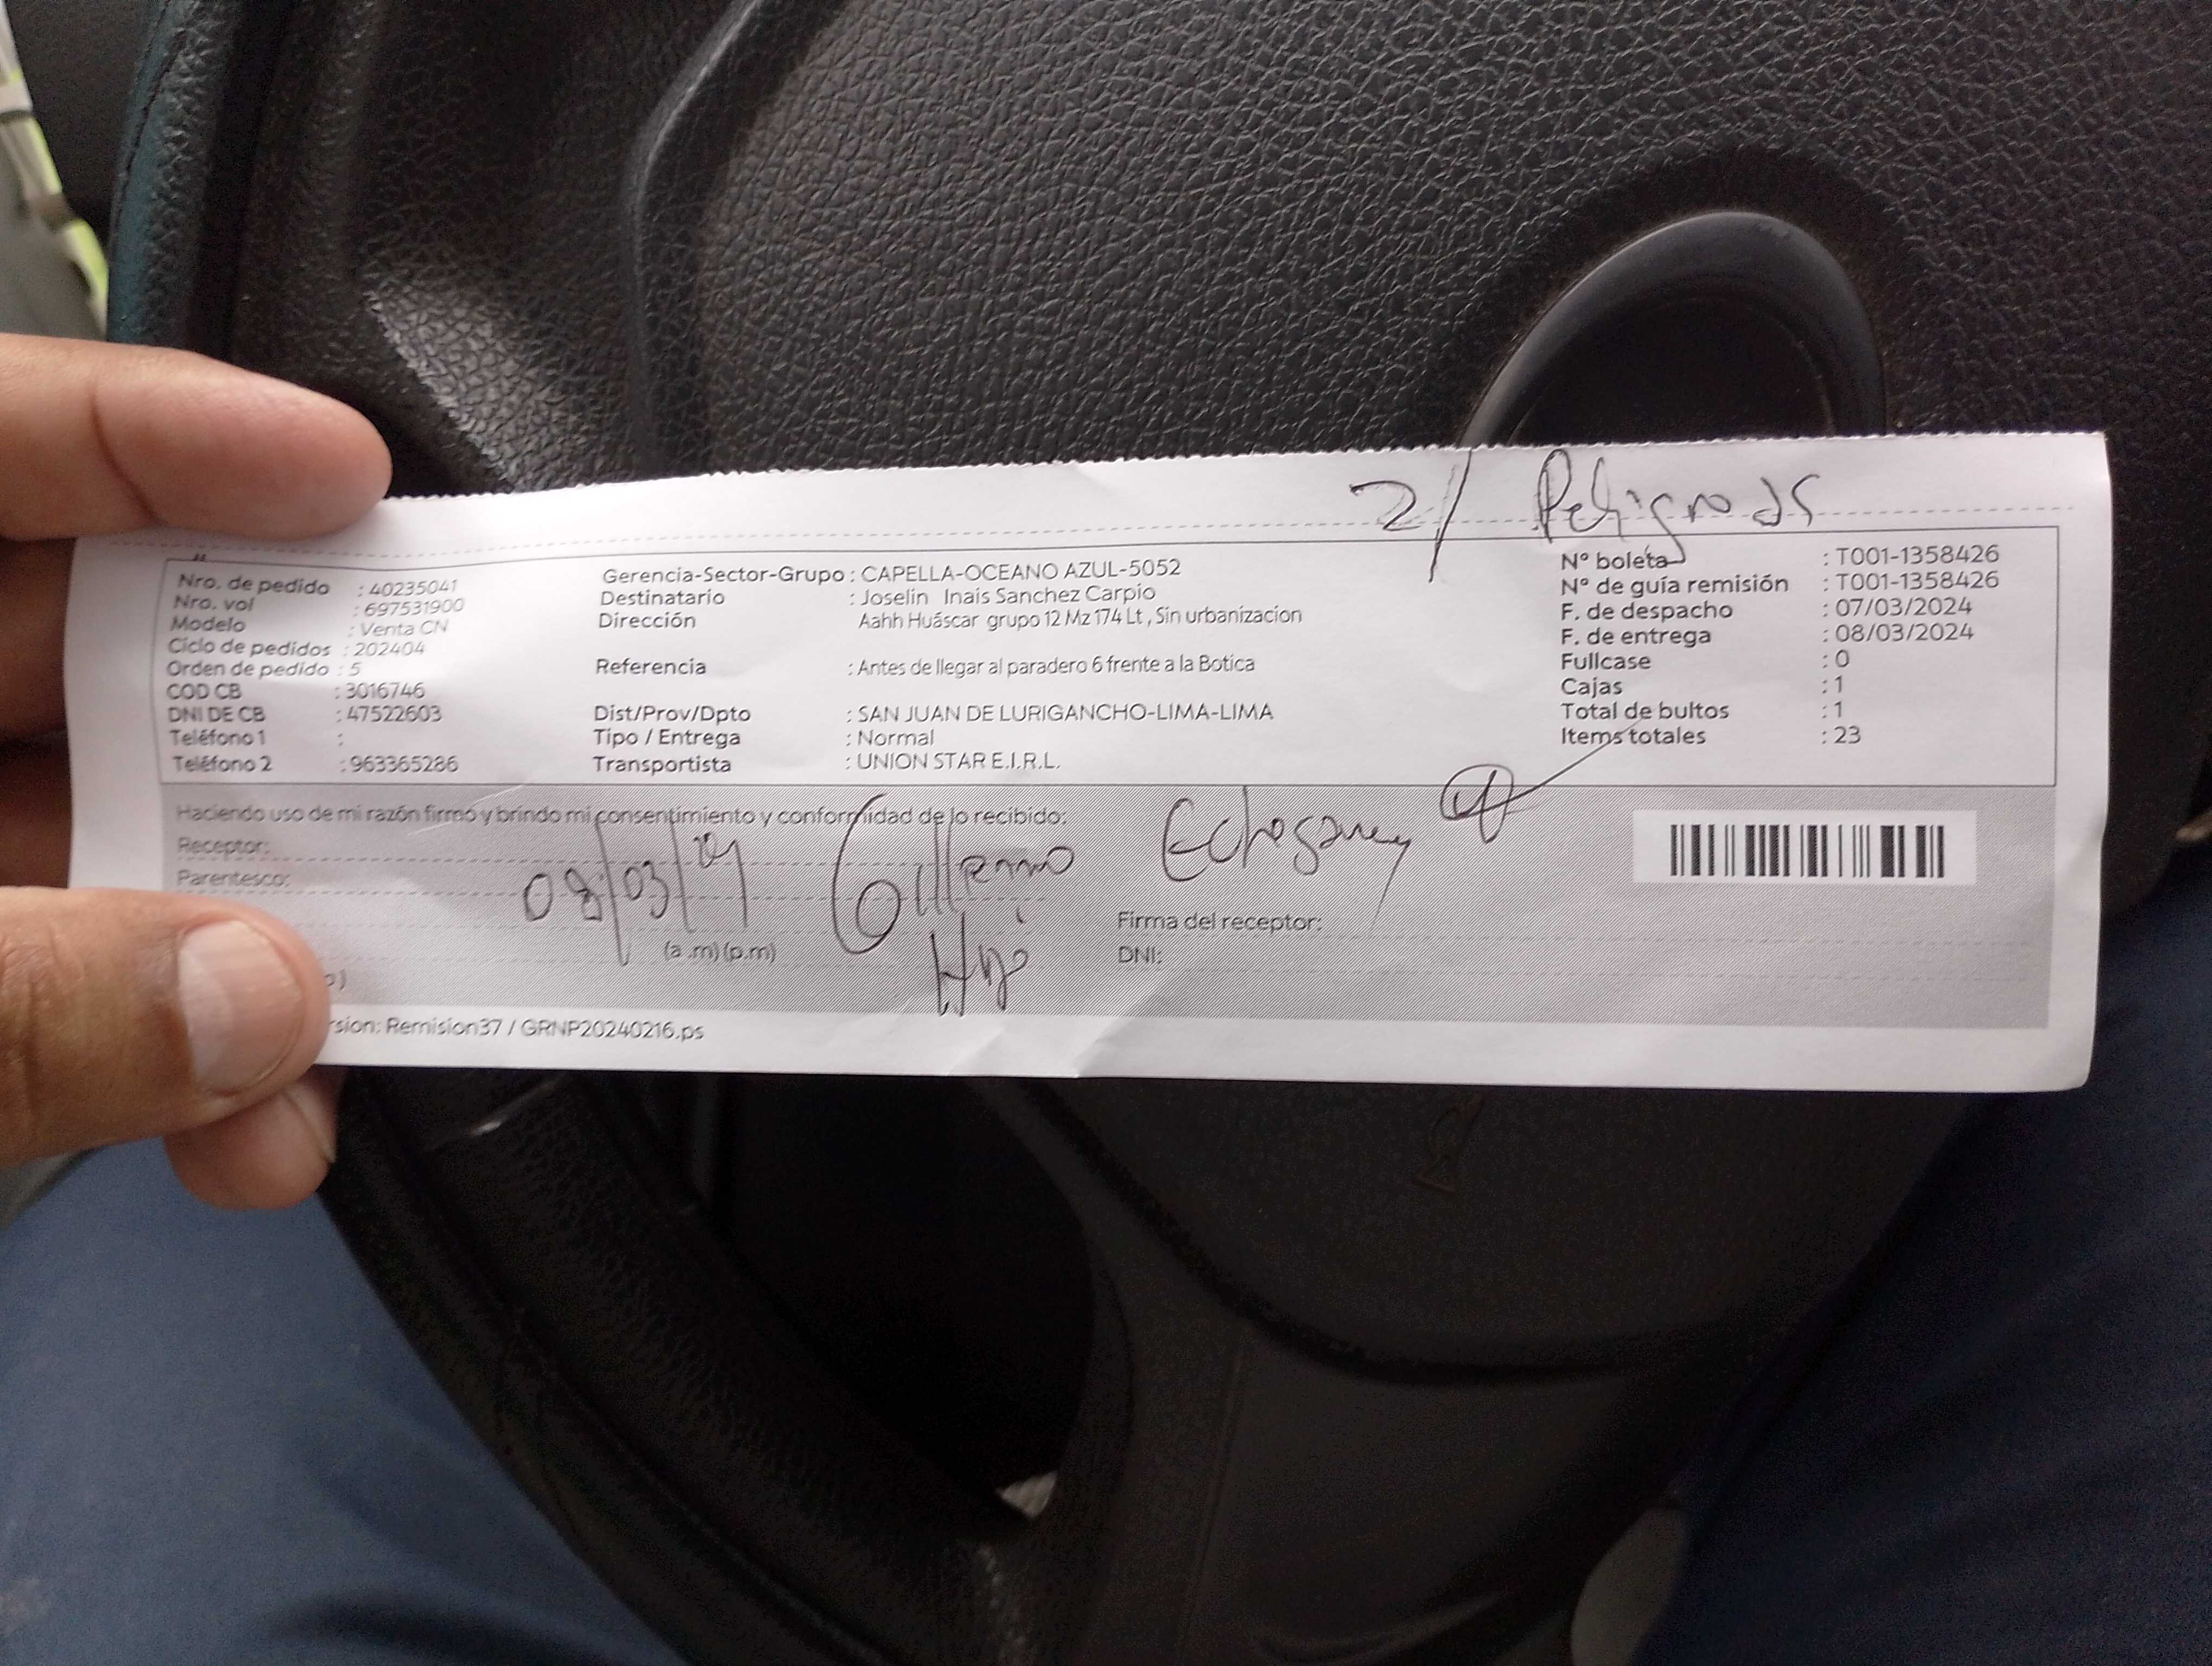 2/ Peligrods
Nro. de pedido : 40235041
Nro. vol : 697531900
Modelo : Venta CN
Ciclo de pedidos : 202404
Orden de pedido : 5
COD CB : 3016746
DNI DE CB : 47522603
Teléfono 1 :
Teléfono 2 : 963365286
Gerencia-Sector-Grupo : CAPELLA-OCEANO AZUL-5052
Destinatario : Joselin Inais Sanchez Carpio
Dirección : Aahh Huáscar grupo 12 Mz 174 Lt , Sin urbanizacion
Referencia : Antes de llegar al paradero 6 frente a la Botica
Dist/Prov/Dpto : SAN JUAN DE LURIGANCHO-LIMA-LIMA
Tipo / Entrega : Normal
Transportista : UNION STAR E.I.R.L.
N° boleta : T001-1358426
N° de guía remisión : T001-1358426
F. de despacho : 07/03/2024
F. de entrega : 08/03/2024
Fullcase : 0
Cajas : 1
Total de bultos : 1
Items totales : 23
Haciendo uso de mi razón firmo y brindo mi consentimiento y conformidad de lo recibido:
Receptor:
Parentesco:
08/03/24 Gillermo Echegaray
Hijo
(a .m) (p.m)
Firma del receptor:
DNI:
rsion: Remision37 / GRNP20240216.ps